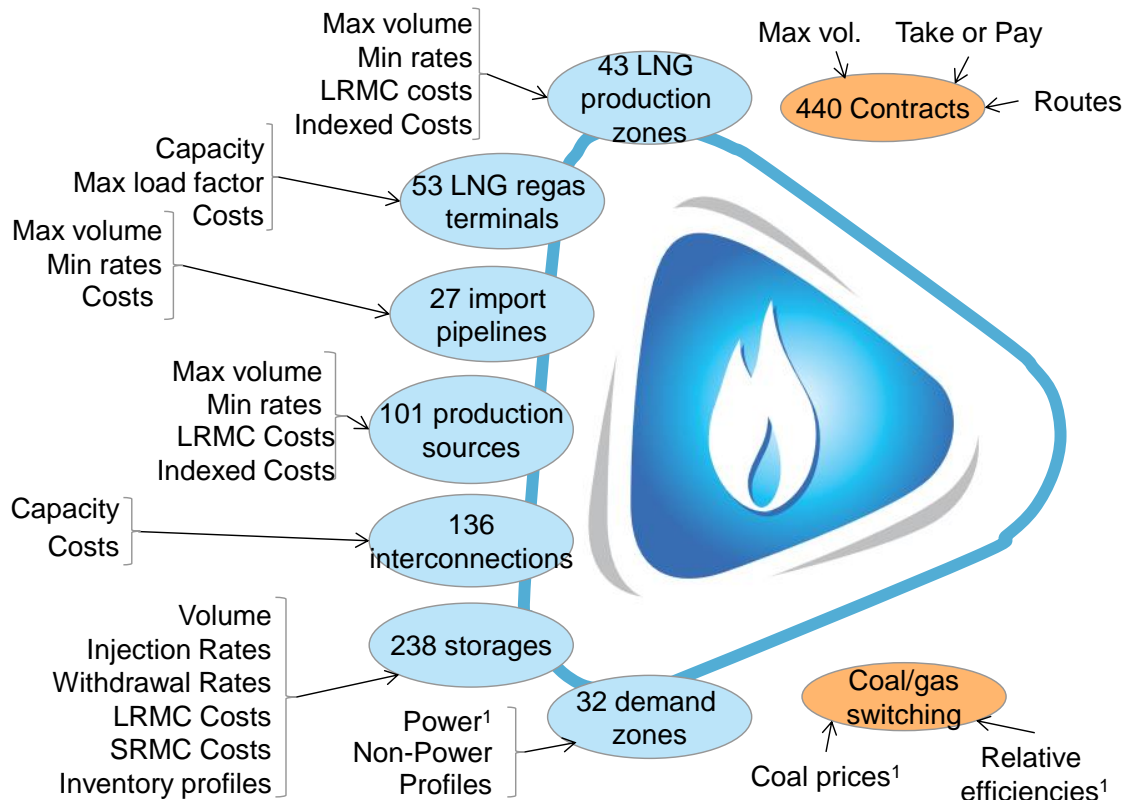 Max volume
Min rates
LRMC costs
Indexed Costs
43 LNG
production
zones
Max vol.
Take or Pay
440 Contracts
Routes
Capacity
Max load factor
Costs
53 LNG regas
terminals
Max volume
Min rates
Costs
27 import
pipelines
Max volume
Min rates
LRMC Costs
Indexed Costs
101 production
sources
Capacity
Costs
136
interconnections
Volume
Injection Rates
Withdrawal Rates
LRMC Costs
SRMC Costs
Inventory profiles
238 storages
Power¹
Non-Power
Profiles
32 demand
zones
Coal/gas
switching
Coal prices¹
Relative
efficiencies¹